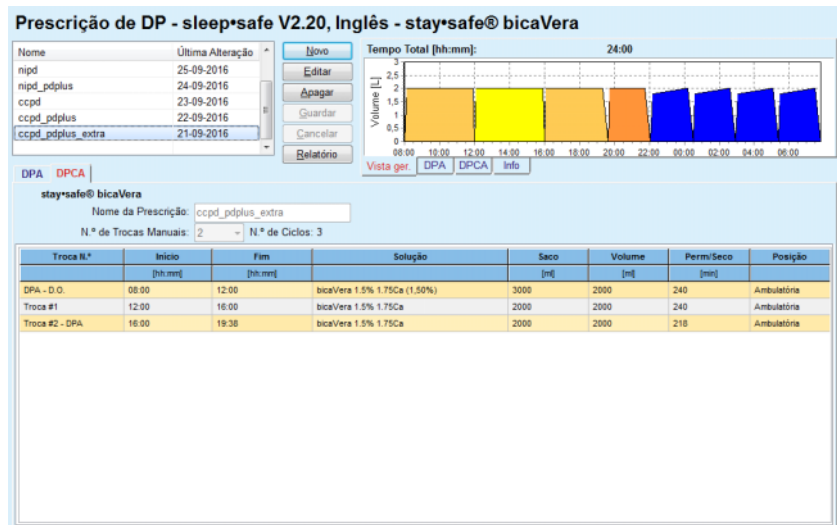 Prescrição de DP - sleep•safe V2.20, Inglês - stay•safe® bicaVera
Nome Última Alteração
nipd 25-09-2016
nipd_pdplus 24-09-2016
ccpd 23-09-2016
ccpd_pdplus 22-09-2016
ccpd_pdplus_extra 21-09-2016
Novo
Editar
Apagar
Guardar
Cancelar
Relatório
Tempo Total [hh:mm]: 24:00
Volume [L]
3
2,5
2
1,5
1
0,5
0
08:00 10:00 12:00 14:00 16:00 18:00 20:00 22:00 00:00 02:00 04:00 06:00
Vista ger. DPA DPCA Info
DPA DPCA
stay•safe® bicaVera
Nome da Prescrição: ccpd_pdplus_extra
N.º de Trocas Manuais: 2 N.º de Ciclos: 3
Troca N.º Início Fim Solução Saco Volume Perm/Seco Posição
[hh:mm] [hh:mm] [ml] [ml] [min]
DPA - D.O. 08:00 12:00 bicaVera 1.5% 1.75Ca (1,50%) 3000 2000 240 Ambulatória
Troca #1 12:00 16:00 bicaVera 1.5% 1.75Ca 2000 2000 240 Ambulatória
Troca #2 - DPA 16:00 19:38 bicaVera 1.5% 1.75Ca 2000 2000 218 Ambulatória